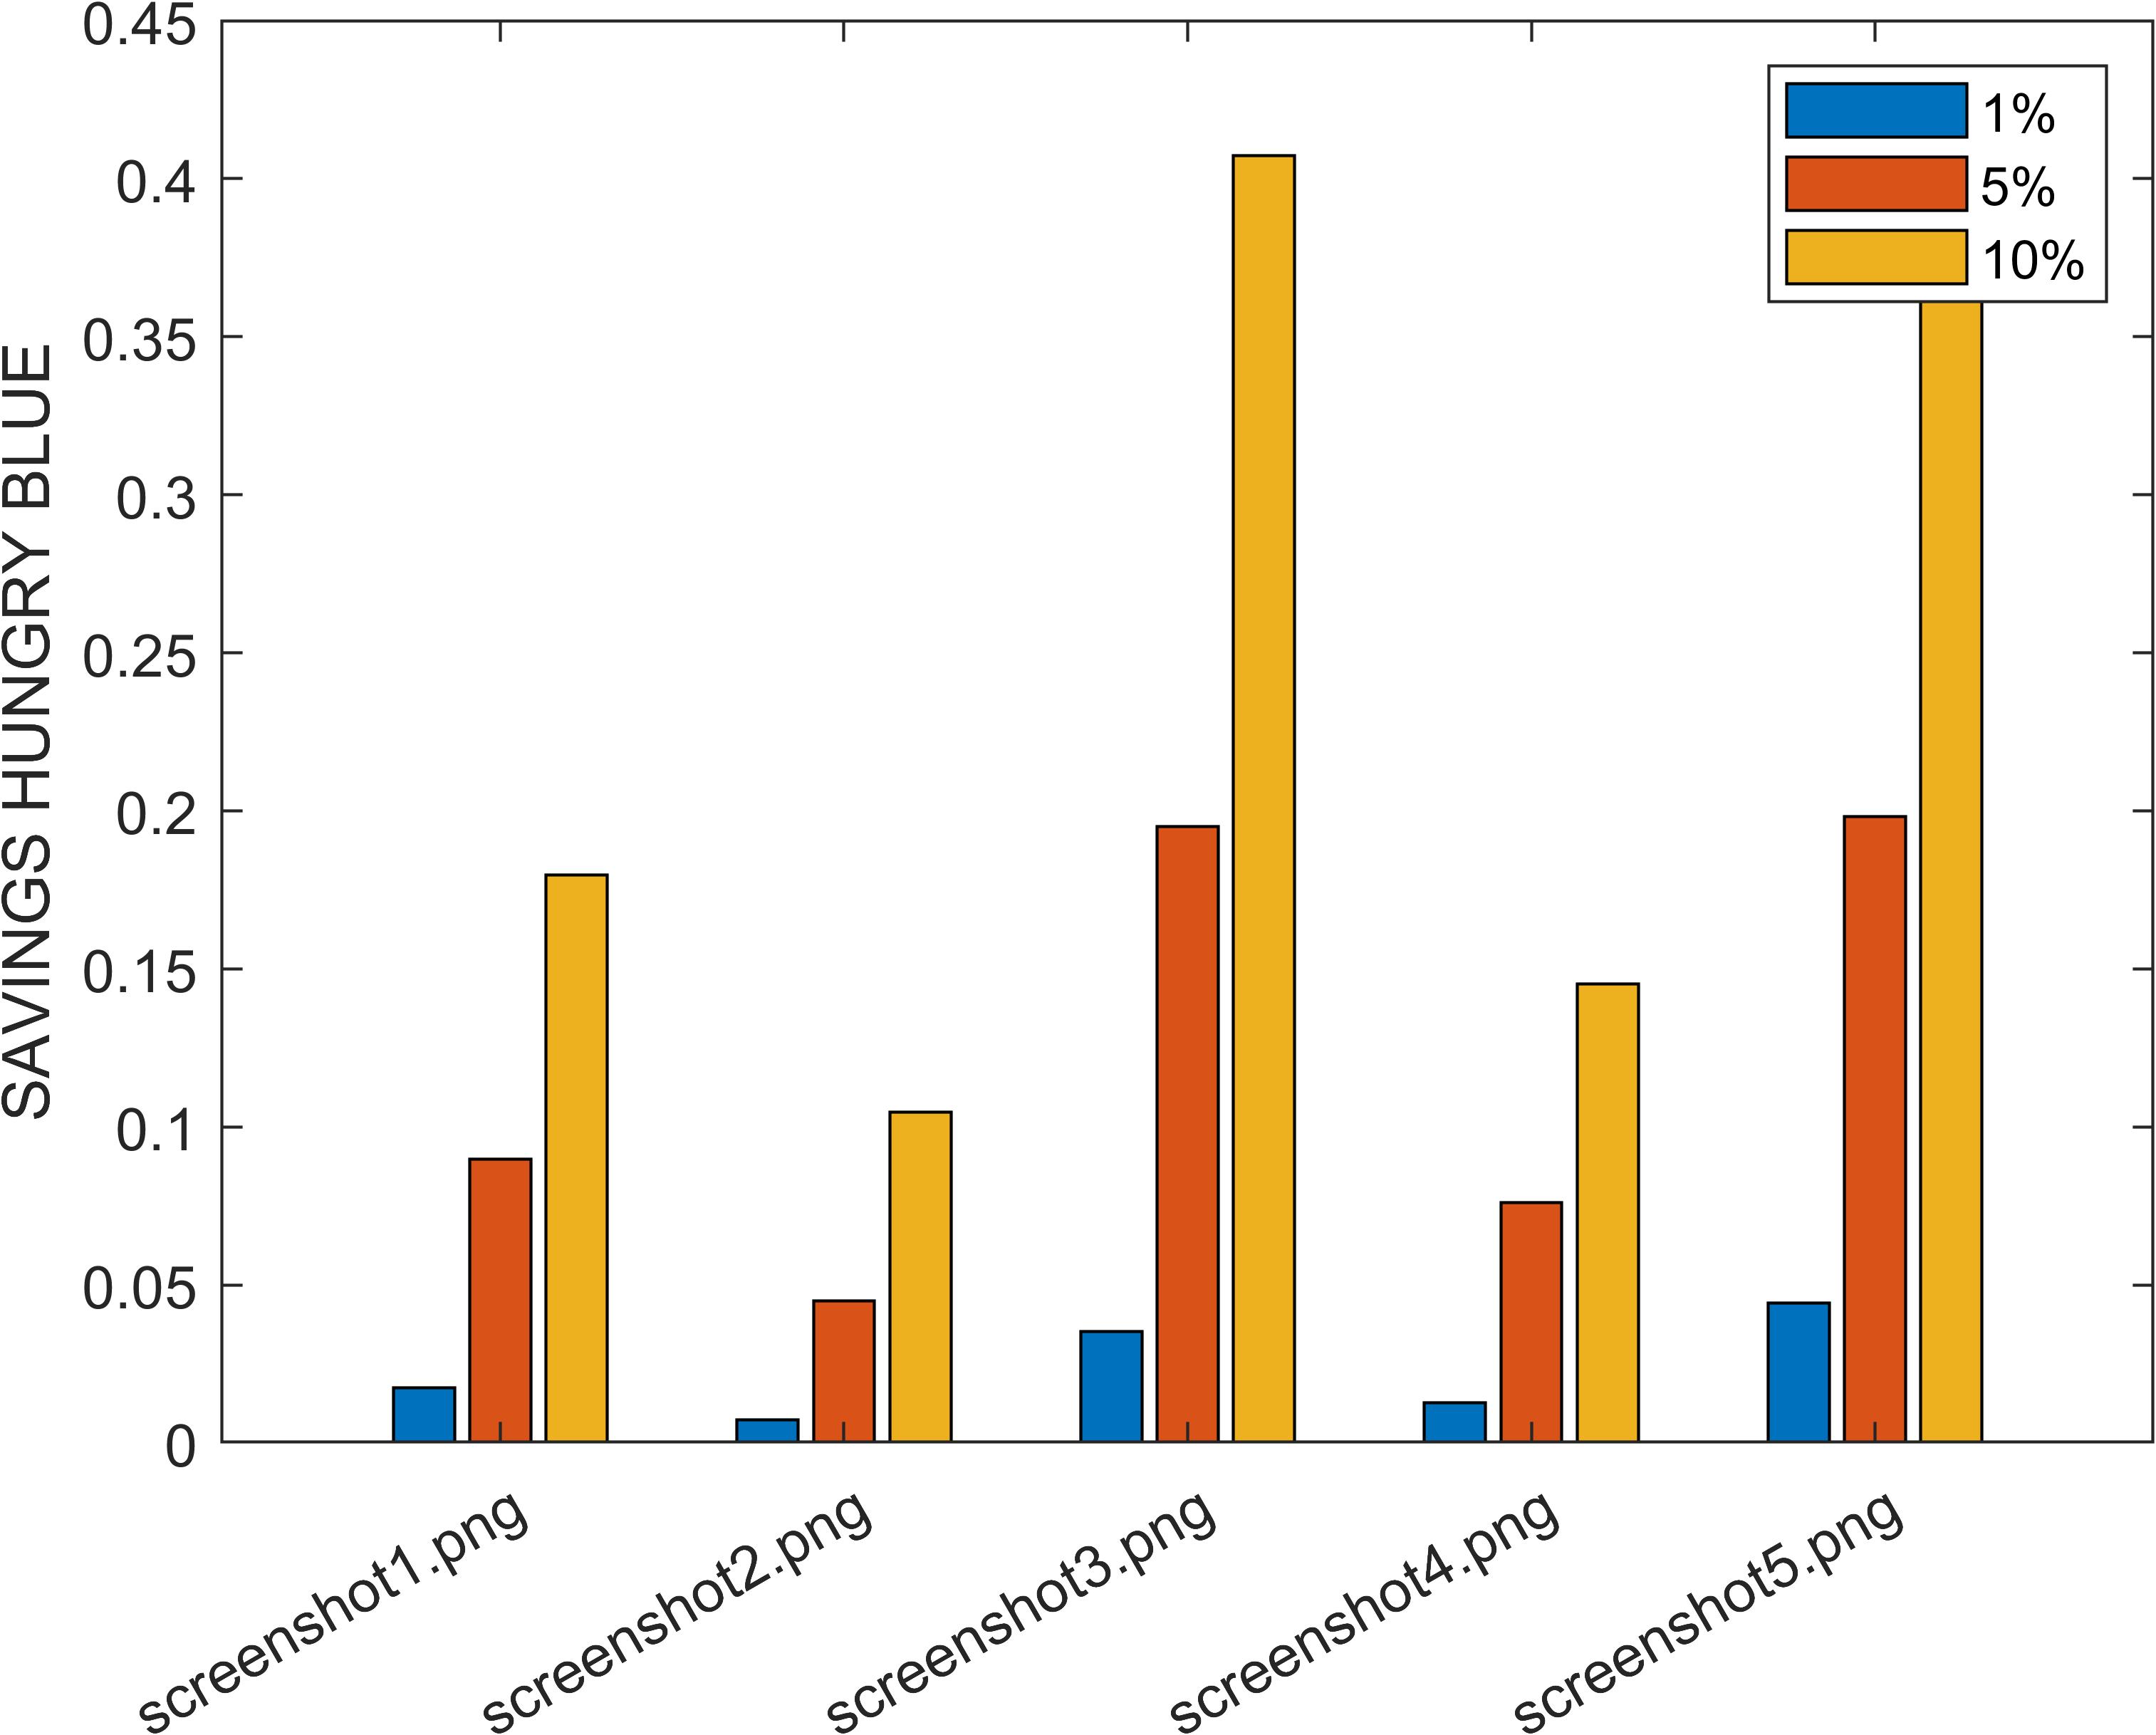 SAVINGS HUNGRY BLUE
0.45
0.4
0.35
0.3
0.25
0.2
0.15
0.1
0.05
0
1%
5%
10%
screenshot1.png
screenshot2.png
screenshot3.png
screenshot4.png
screenshot5.png